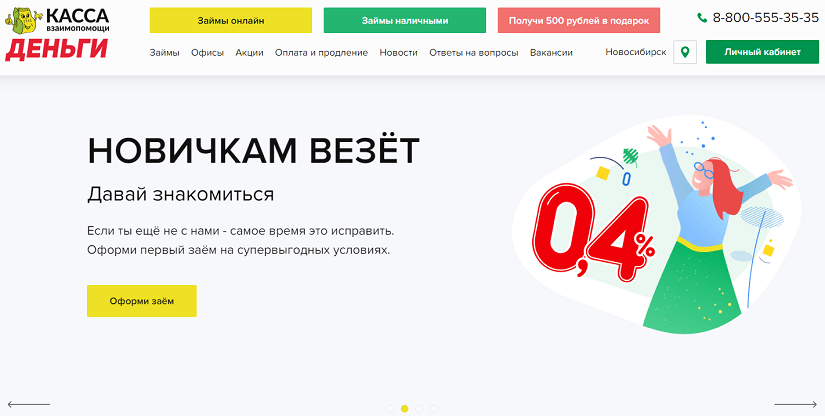 КАССА
ВЗАИМОПОМОЩИ
ДЕНЬГИ
Займы онлайн
Займы наличными
Получи 500 рублей в подарок
8-800-555-35-35
Займы Офисы Акции Оплата и продление Новости Ответы на вопросы Вакансии
Новосибирск
Личный кабинет
НОВИЧКАМ ВЕЗЁТ
Давай знакомиться
Если ты ещё не с нами - самое время это исправить.
Оформи первый заём на супервыгодных условиях.
Оформи заём
0
0,4%